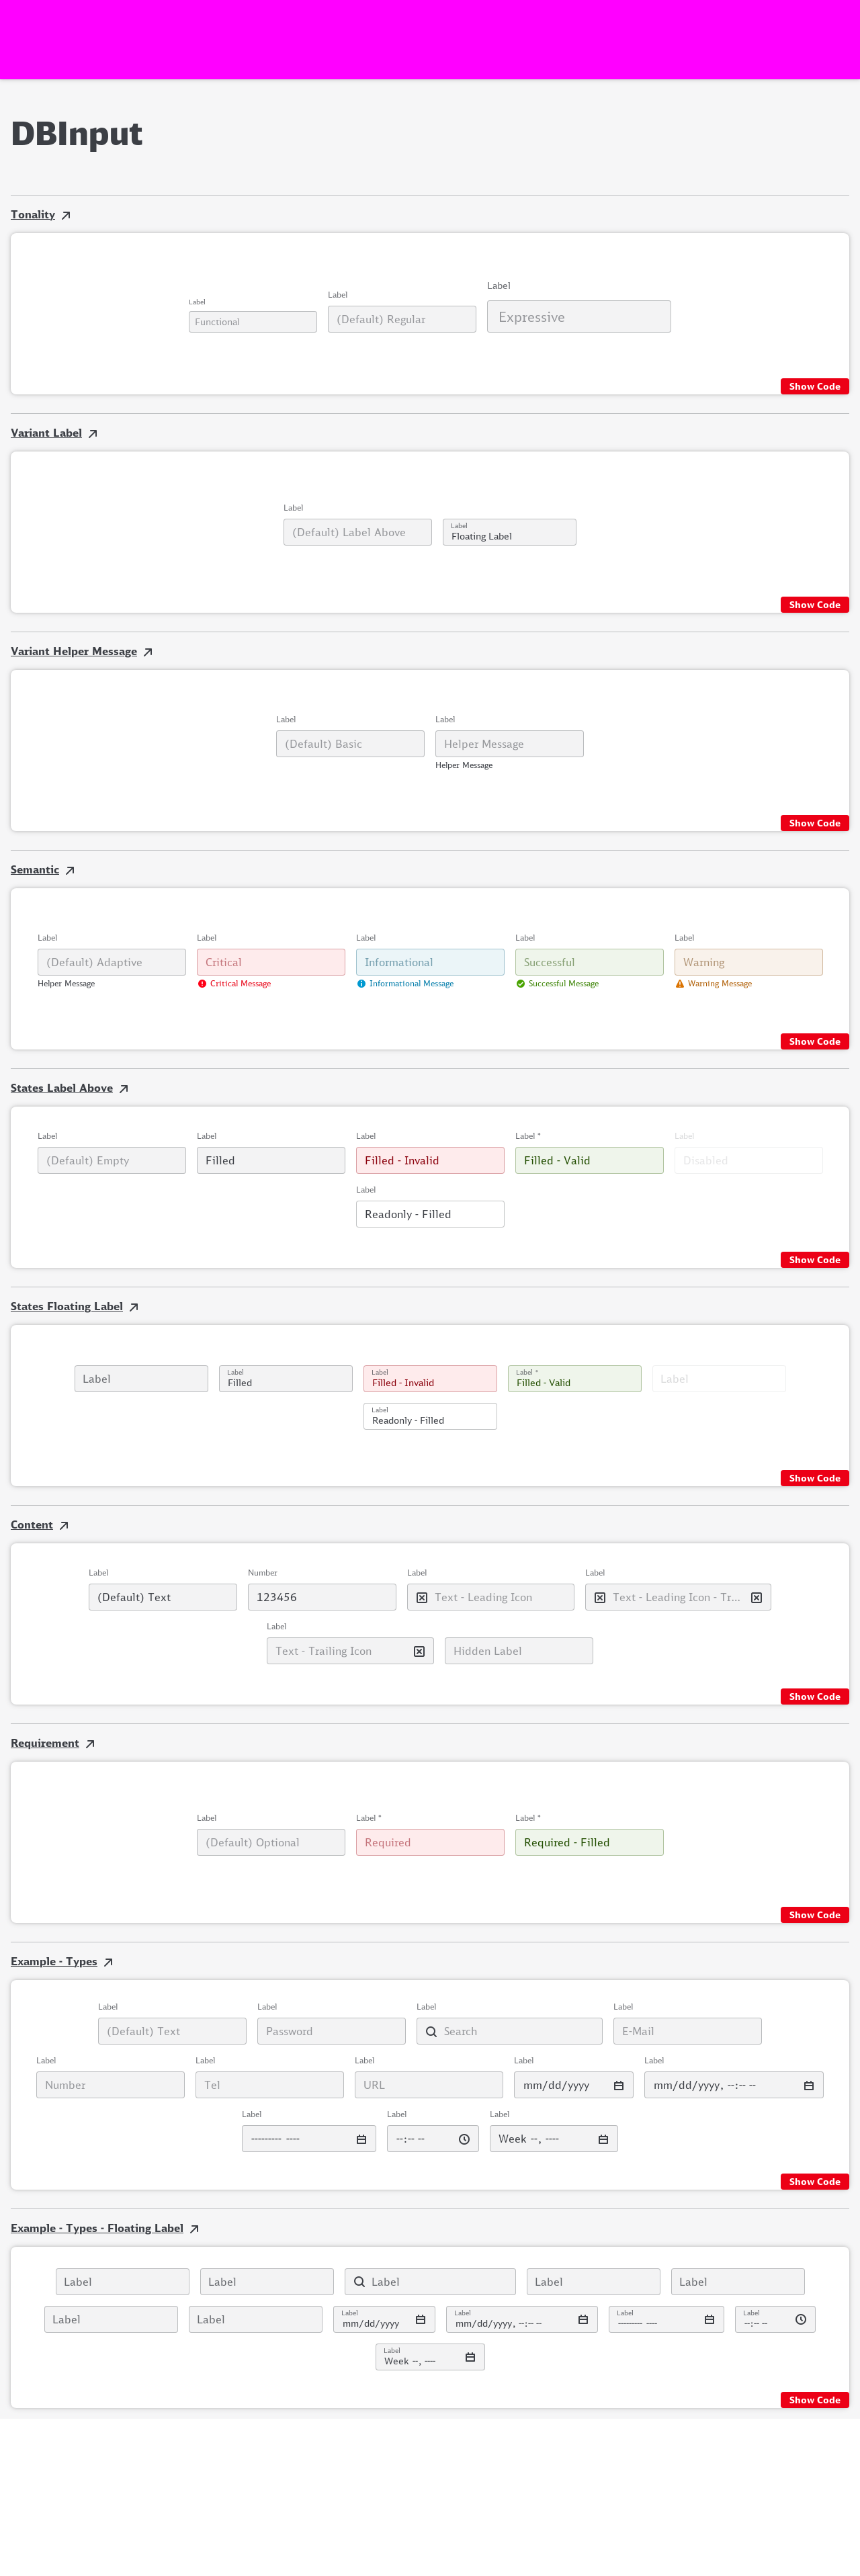 DBInput
Tonality
Label
Label
Label
Functional
(Default) Regular
Expressive
Show Code
Variant Label
Label
(Default) Label Above
Label
Floating Label
Show Code
Variant Helper Message
Label Label
(Default) Basic Helper Message
Helper Message
Show Code
Semantic
Label Label Label Label Label
(Default) Adaptive Critical Informational Successful Warning
Helper Message Critical Message Informational Message Successful Message Warning Message
Show Code
States Label Above
Label Label Label Label * Label
(Default) Empty Filled Filled - Invalid Filled - Valid Disabled
Label
Readonly - Filled
Show Code
States Floating Label
Label Label Label Label * Label
Filled Filled - Invalid Filled - Valid
Label
Readonly - Filled
Show Code
Content
Label Number Label Label
(Default) Text 123456 Text - Leading Icon Text - Leading Icon - Tr...
Label
Text - Trailing Icon Hidden Label
Show Code
Requirement
Label Label * Label *
(Default) Optional Required Required - Filled
Show Code
Example - Types
Label Label Label Label
(Default) Text Password Search E-Mail
Label Label Label Label Label
Number Tel URL mm/dd/yyyy mm/dd/yyyy, --:-- --
Label Label Label
--------- ---- --:-- -- Week --, ----
Show Code
Example - Types - Floating Label
Label Label Label Label Label
Label Label Label Label Label Label
mm/dd/yyyy mm/dd/yyyy, --:-- -- --------- ---- --:-- --
Label
Week --, ----
Show Code